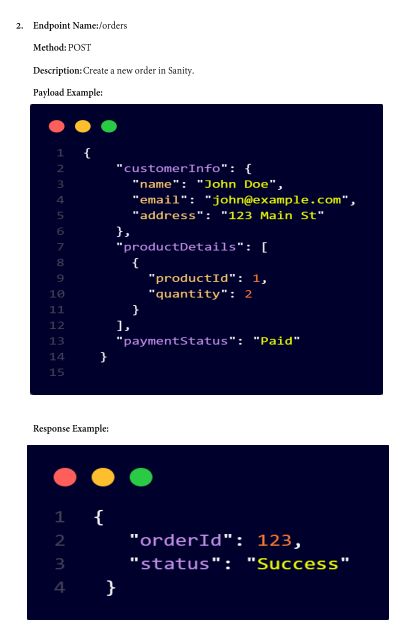 2. Endpoint Name:/orders
Method: POST
Description: Create a new order in Sanity.
Payload Example:
1 {
2 "customerInfo": {
3 "name": "John Doe",
4 "email": "john@example.com",
5 "address": "123 Main St"
6 },
7 "productDetails": [
8 {
9 "productId": 1,
10 "quantity": 2
11 }
12 ],
13 "paymentStatus": "Paid"
14 }
15
Response Example:
1 {
2 "orderId": 123,
3 "status": "Success"
4 }